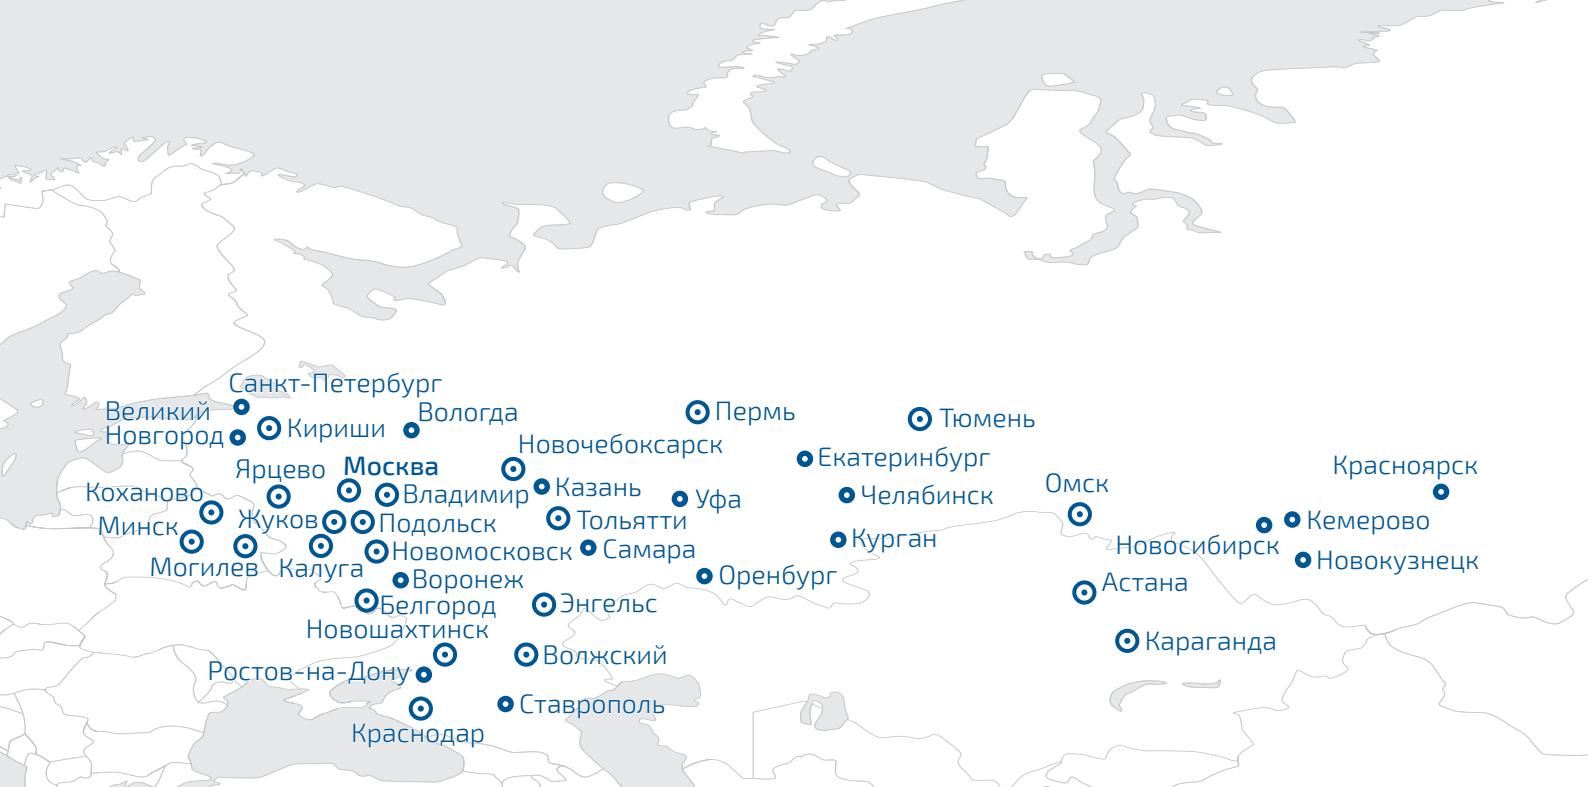 Санкт-Петербург
Великий
Новгород
Кириши
Вологда
Пермь
Тюмень
Новочебоксарск
Екатеринбург
Ярцево
Москва
Красноярск
Коханово
Владимир
Казань
Уфа
Челябинск
Омск
Минск
Жуков
Подольск
Тольятти
Кемерово
Могилев
Калуга
Новомосковск
Самара
Курган
Новосибирск
Новокузнецк
Воронеж
Оренбург
Астана
Белгород
Энгельс
Новошахтинск
Караганда
Ростов-на-Дону
Волжский
Ставрополь
Краснодар